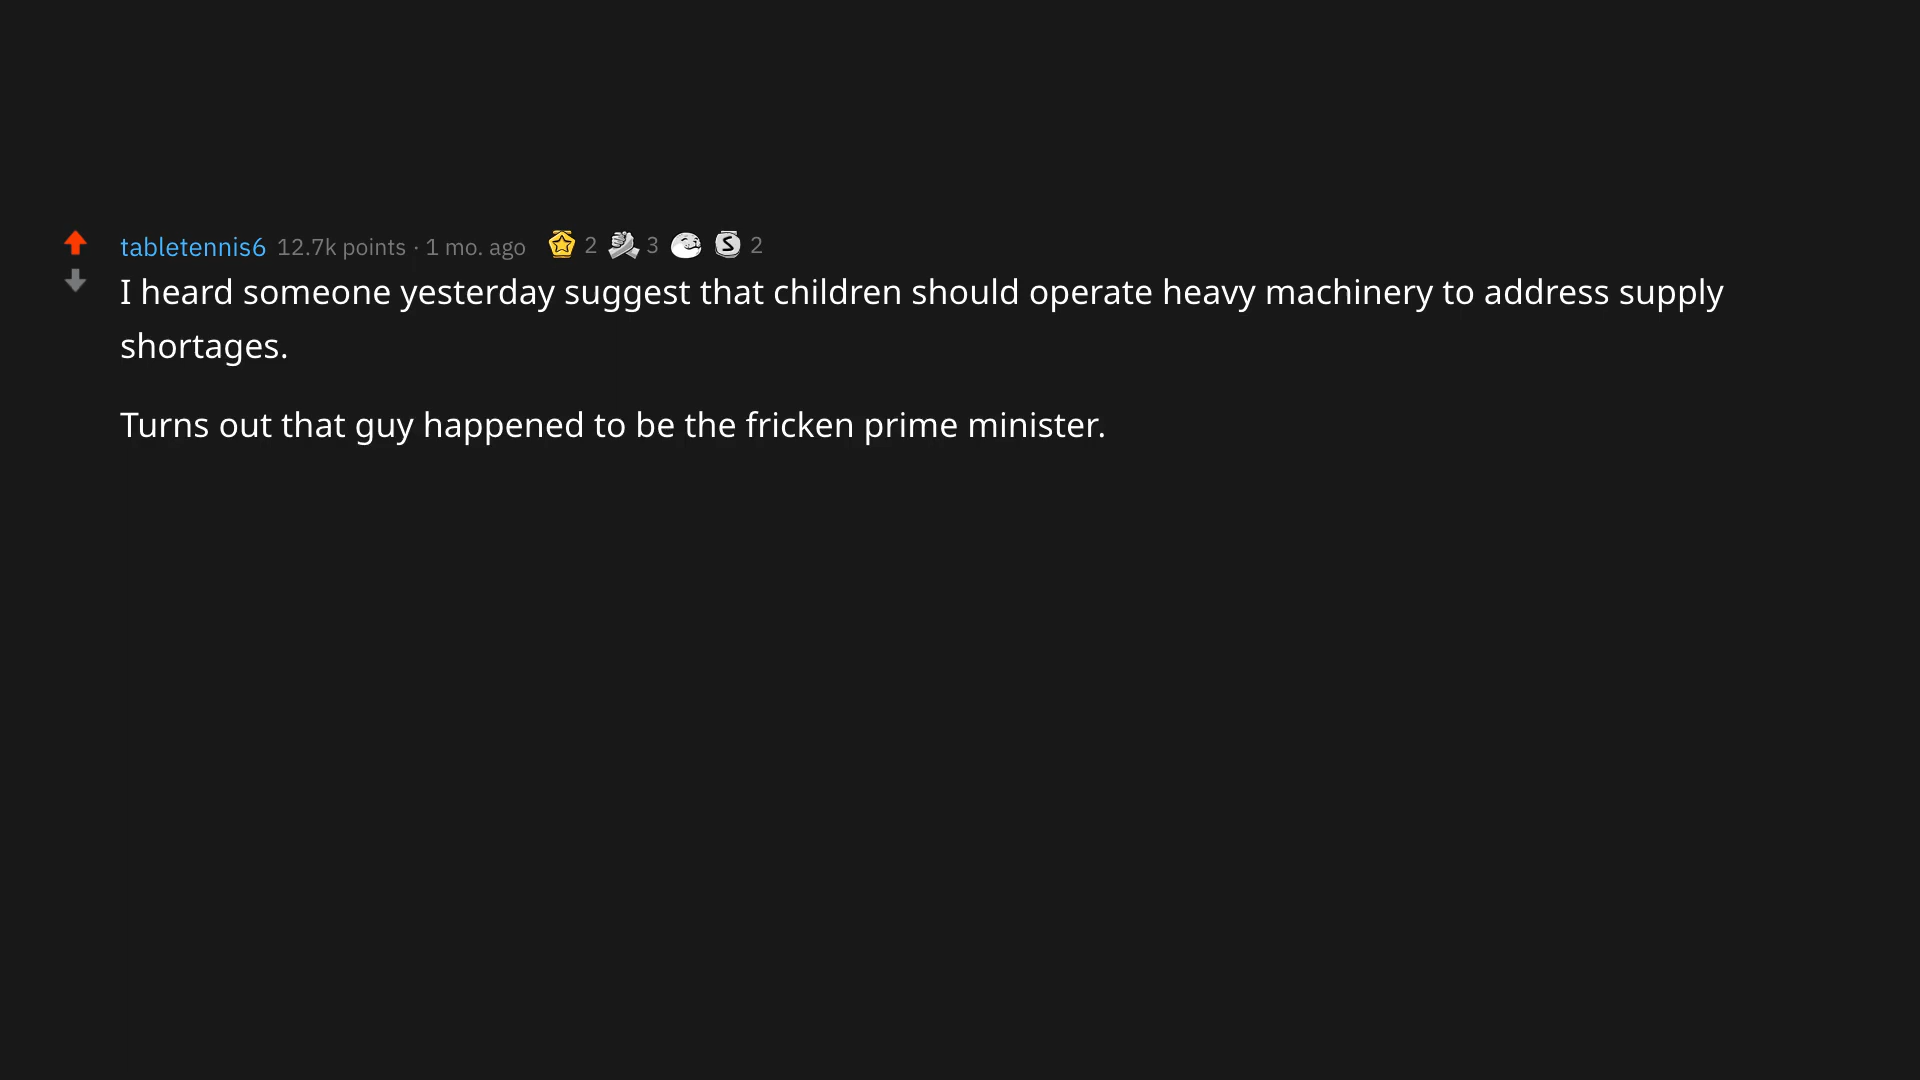 tabletennis6 12.7k points · 1 mo. ago 2 3 S 2
I heard someone yesterday suggest that children should operate heavy machinery to address supply
shortages.
Turns out that guy happened to be the fricken prime minister.